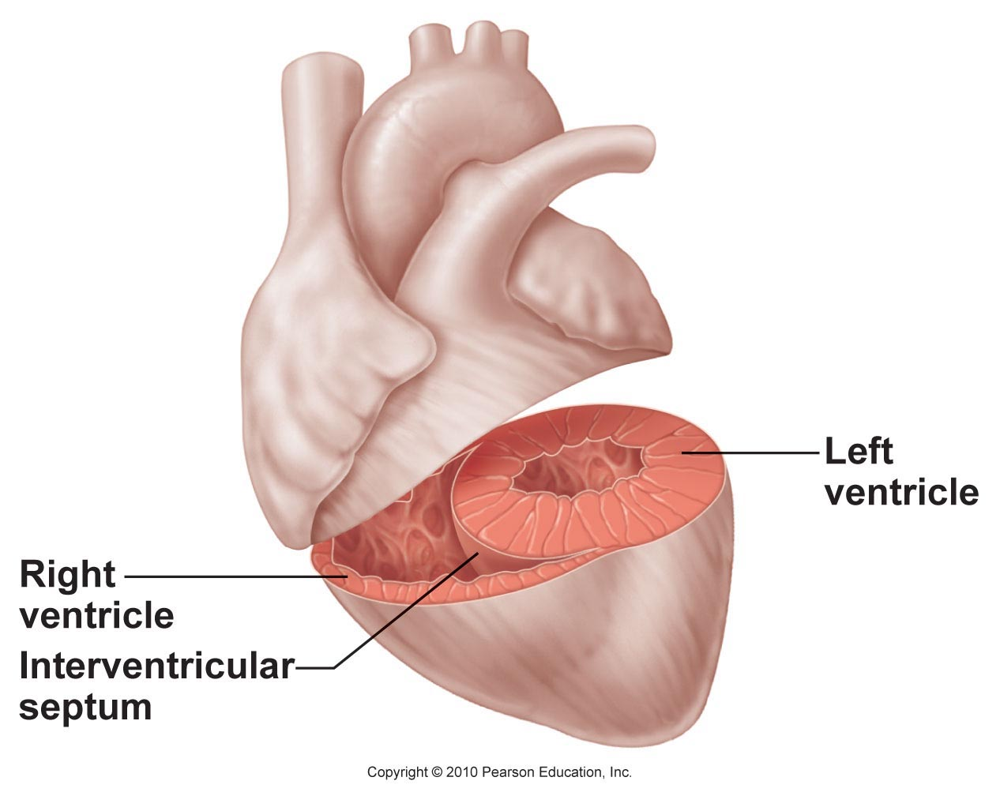 Left
ventricle
Right
ventricle
Interventricular
septum
Copyright © 2010 Pearson Education, Inc.